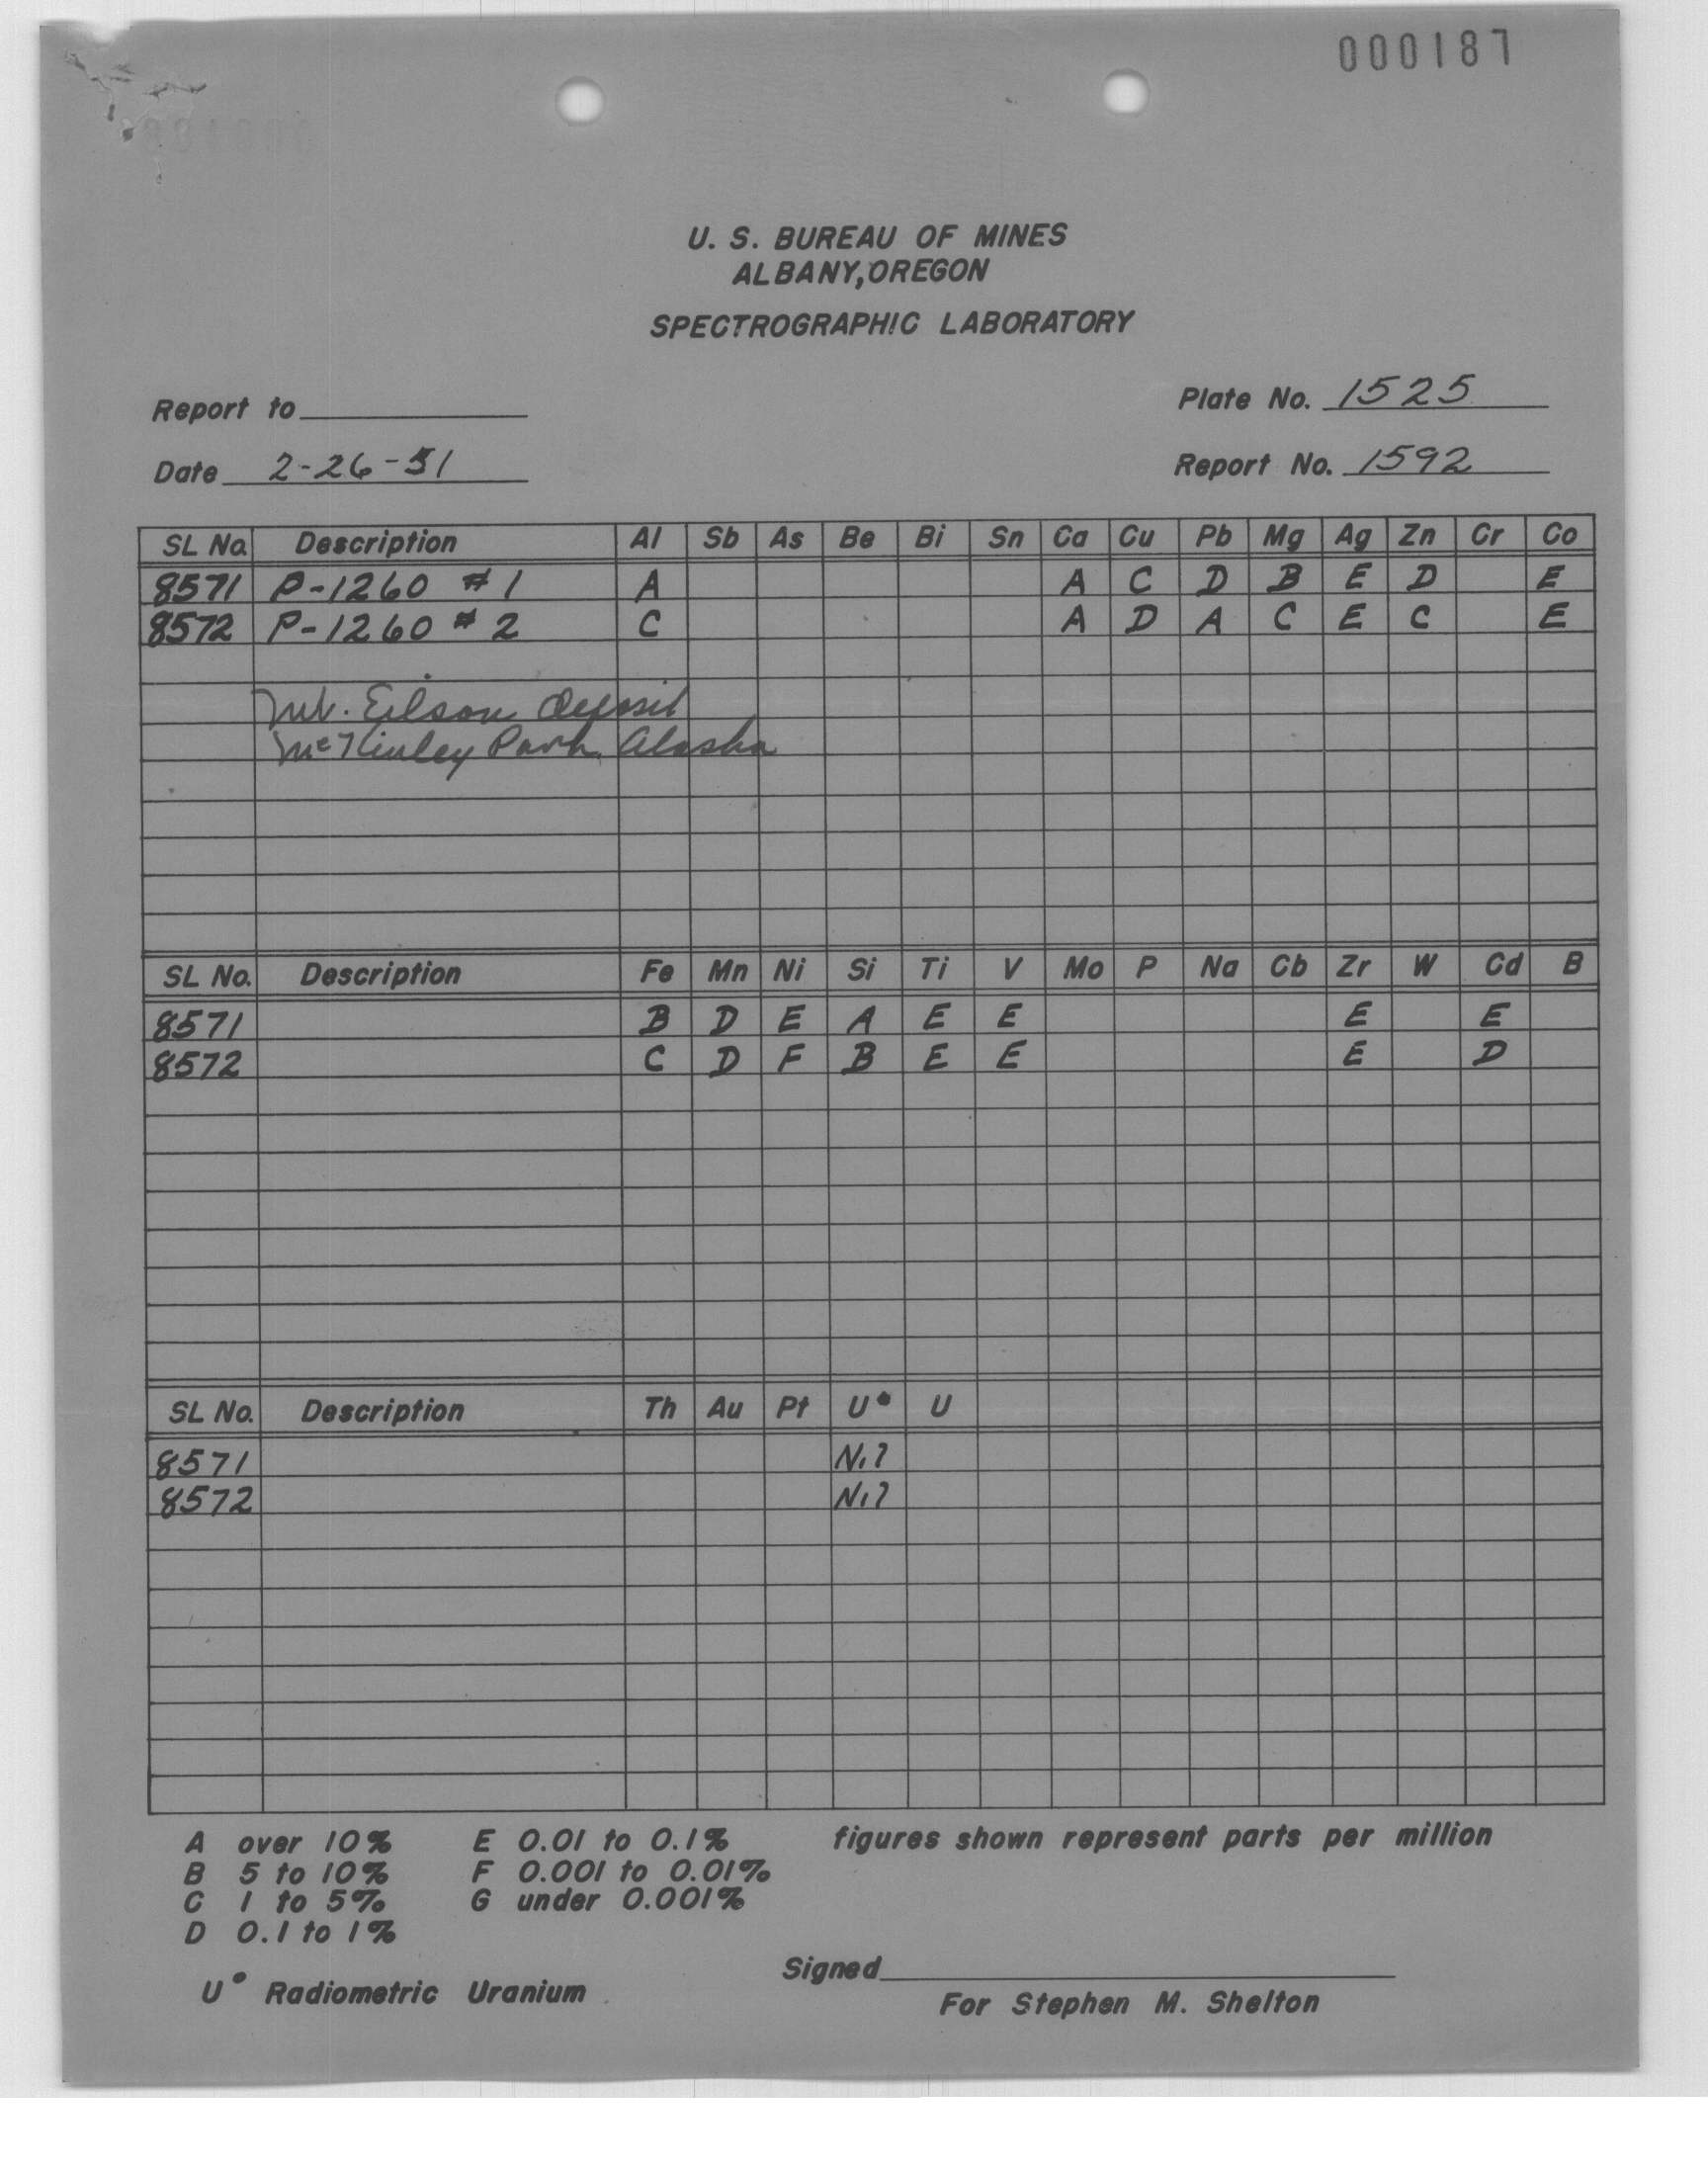 000187
U. S. BUREAU OF MINES
ALBANY, OREGON
SPECTROGRAPHIC LABORATORY
Report to
Plate No. 1525
Date 2-26-51
Report No. 1592
SL No. Description Al Sb As Be Bi Sn Ca Cu Pb Mg Ag Zn Cr Co
8571 P-1260 #1 A A C D B E D E
8572 P-1260 #2 C A D A C E C E
Mt. Eilson Deposit
McKinley Park, Alaska
SL No. Description Fe Mn Ni Si Ti V Mo P Na Cb Zr W Cd B
8571 B D E A E E E E
8572 C D F B E E E D
SL No. Description Th Au Pt U* U
8571 Nil
8572 Nil
A over 10% E 0.01 to 0.1% figures shown represent parts per million
B 5 to 10% F 0.001 to 0.01%
C 1 to 5% G under 0.001%
D 0.1 to 1%
Signed
U* Radiometric Uranium
For Stephen M. Shelton